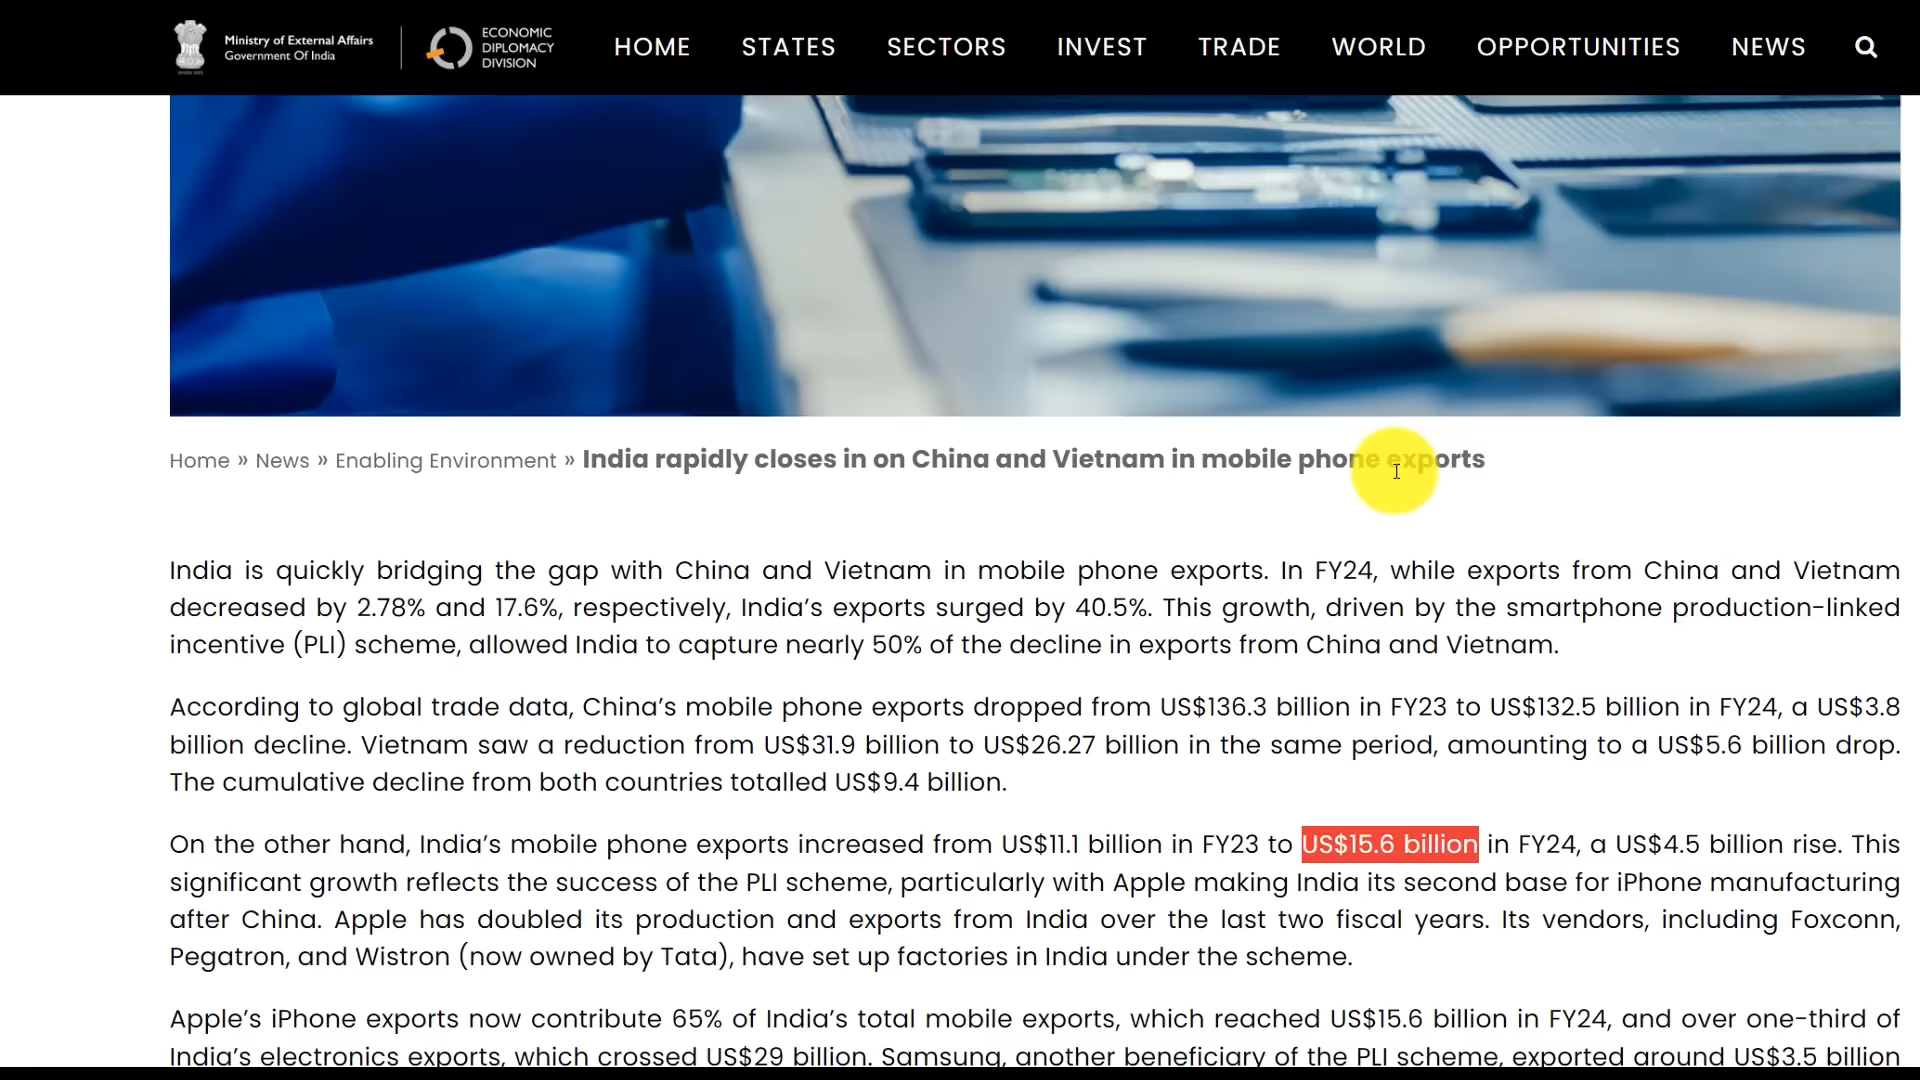 Ministry of External Affairs
Government Of India
ECONOMIC
DIPLOMACY
DIVISION
HOME STATES SECTORS INVEST TRADE WORLD OPPORTUNITIES NEWS
Home » News » Enabling Environment » India rapidly closes in on China and Vietnam in mobile phone exports
India is quickly bridging the gap with China and Vietnam in mobile phone exports. In FY24, while exports from China and Vietnam
decreased by 2.78% and 17.6%, respectively, India’s exports surged by 40.5%. This growth, driven by the smartphone production-linked
incentive (PLI) scheme, allowed India to capture nearly 50% of the decline in exports from China and Vietnam.
According to global trade data, China’s mobile phone exports dropped from US$136.3 billion in FY23 to US$132.5 billion in FY24, a US$3.8
billion decline. Vietnam saw a reduction from US$31.9 billion to US$26.27 billion in the same period, amounting to a US$5.6 billion drop.
The cumulative decline from both countries totalled US$9.4 billion.
On the other hand, India’s mobile phone exports increased from US$11.1 billion in FY23 to US$15.6 billion in FY24, a US$4.5 billion rise. This
significant growth reflects the success of the PLI scheme, particularly with Apple making India its second base for iPhone manufacturing
after China. Apple has doubled its production and exports from India over the last two fiscal years. Its vendors, including Foxconn,
Pegatron, and Wistron (now owned by Tata), have set up factories in India under the scheme.
Apple’s iPhone exports now contribute 65% of India’s total mobile exports, which reached US$15.6 billion in FY24, and over one-third of
India’s electronics exports, which crossed US$29 billion. Samsung, another beneficiary of the PLI scheme, exported around US$3.5 billion